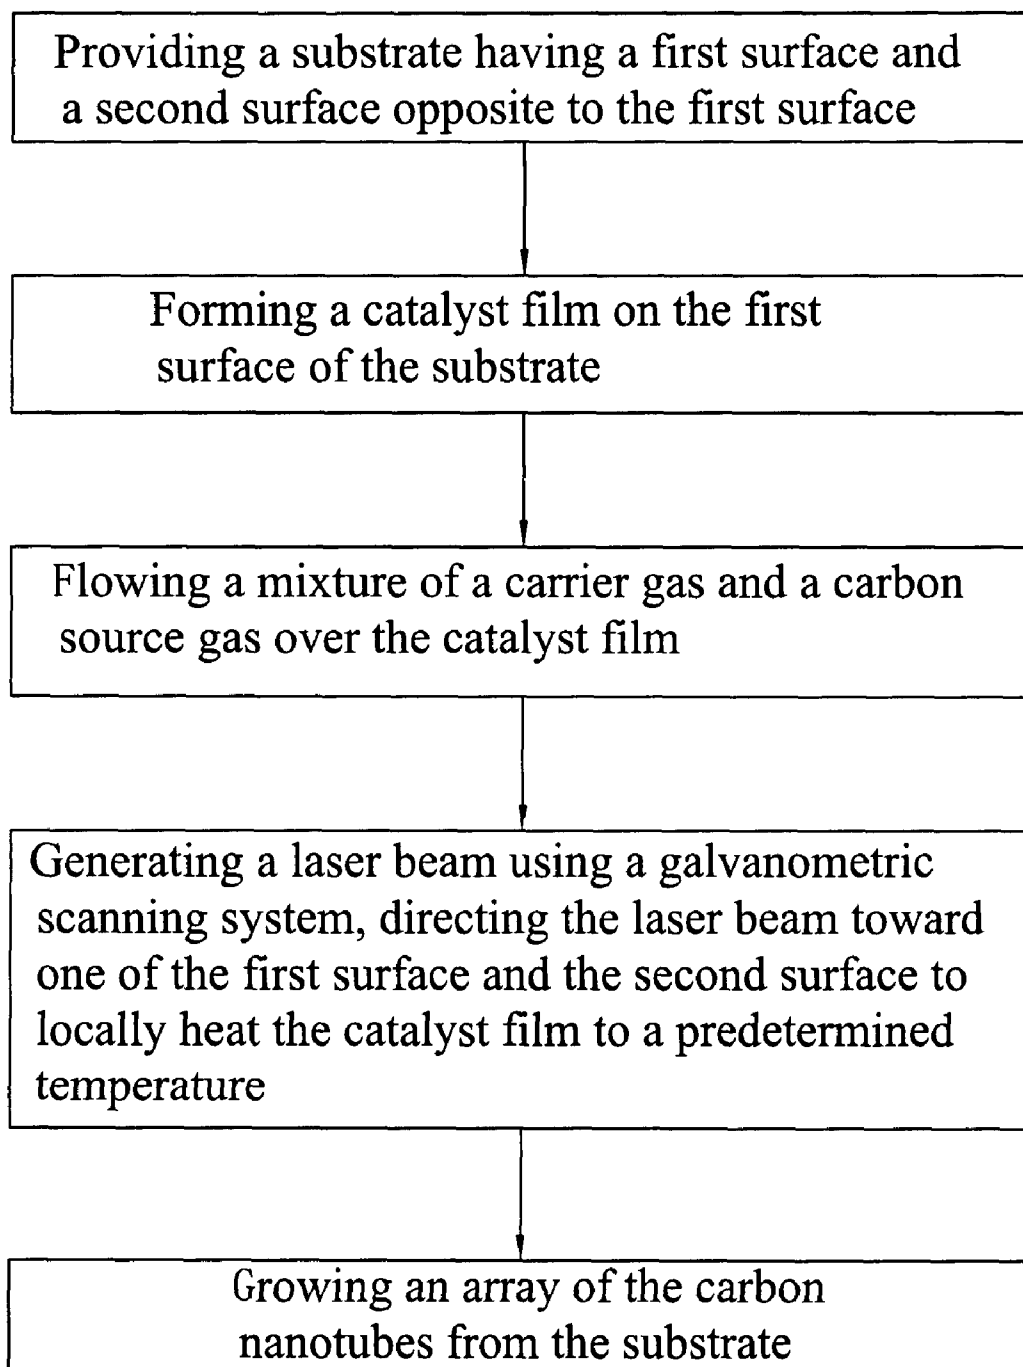 Providing a substrate having a first surface and
a second surface opposite to the first surface
Forming a catalyst film on the first
surface of the substrate
Flowing a mixture of a carrier gas and a carbon
source gas over the catalyst film
Generating a laser beam using a galvanometric
scanning system, directing the laser beam toward
one of the first surface and the second surface to
locally heat the catalyst film to a predetermined
temperature
Growing an array of the carbon
nanotubes from the substrate